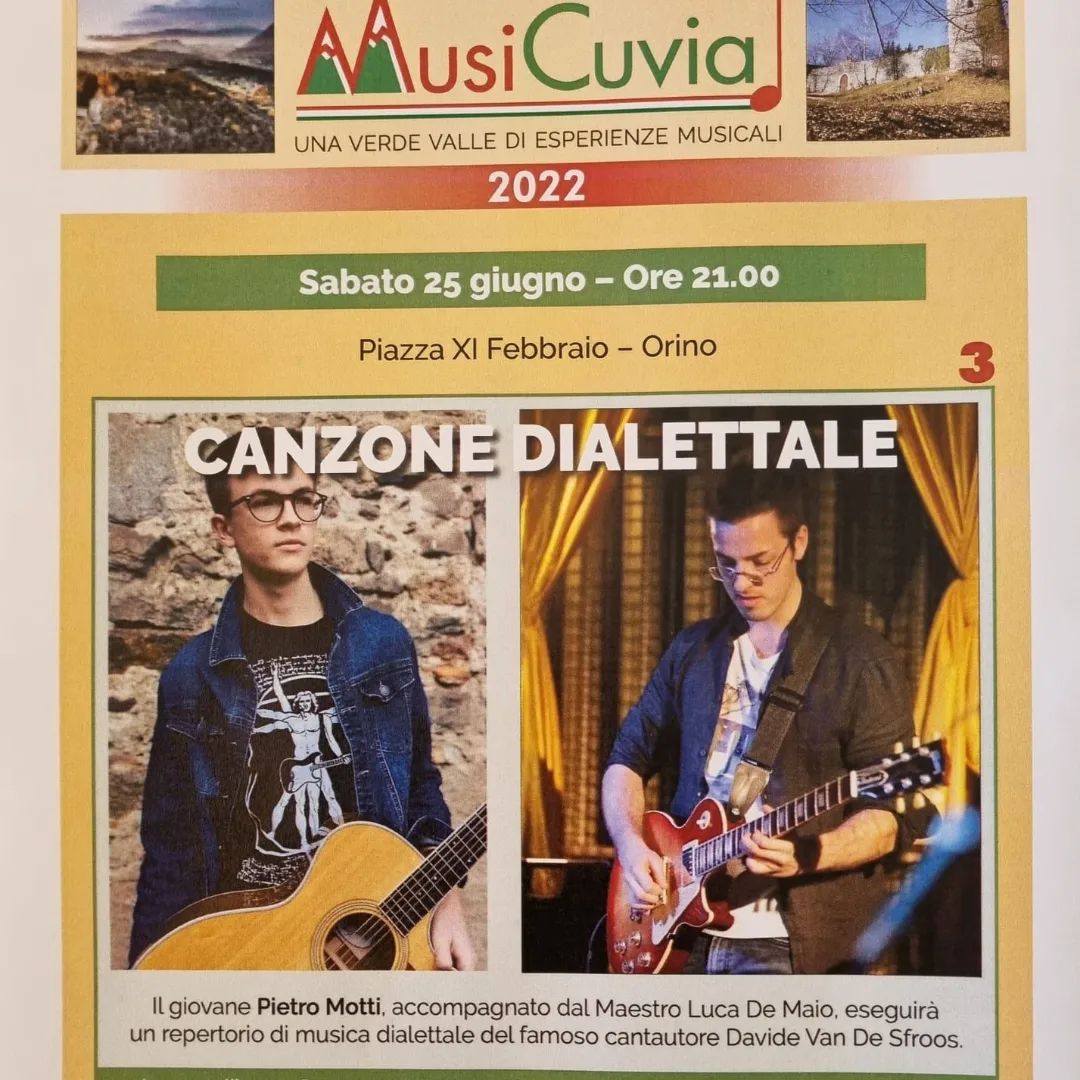 MusiCuvia
UNA VERDE VALLE DI ESPERIENZE MUSICALI
2022
Sabato 25 giugno – Ore 21.00
Piazza XI Febbraio – Orino
3
CANZONE DIALETTALE
Il giovane Pietro Motti, accompagnato dal Maestro Luca De Maio, eseguirà
un repertorio di musica dialettale del famoso cantautore Davide Van De Sfroos.